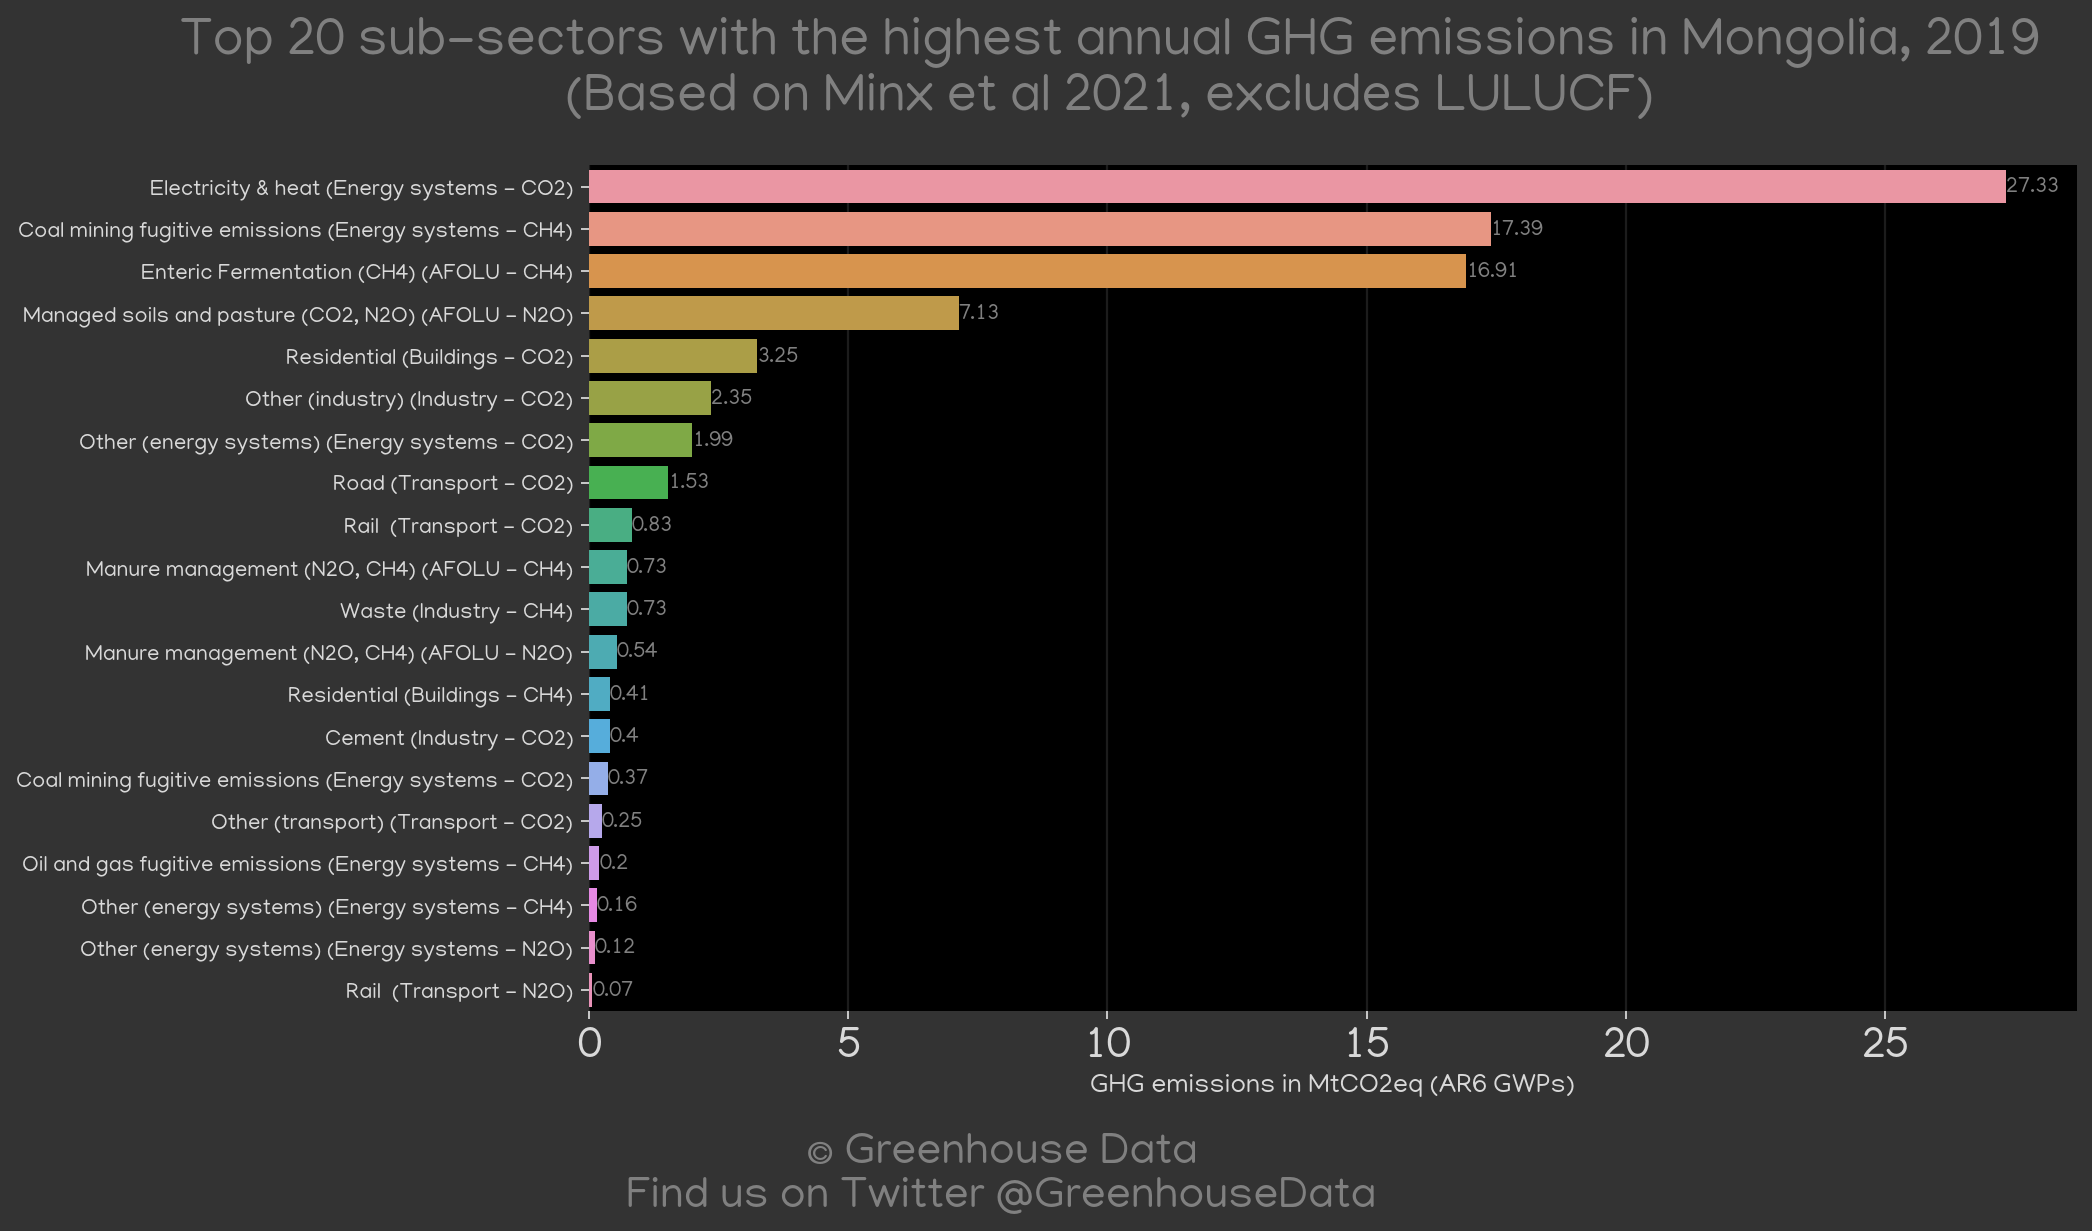 Top 20 sub-sectors with the highest annual GHG emissions in Mongolia, 2019
(Based on Minx et al 2021, excludes LULUCF)
Electricity & heat (Energy systems - CO2) 27.33
Coal mining fugitive emissions (Energy systems - CH4) 17.39
Enteric Fermentation (CH4) (AFOLU - CH4) 16.91
Managed soils and pasture (CO2, N2O) (AFOLU - N2O) 7.13
Residential (Buildings - CO2) 3.25
Other (industry) (Industry - CO2) 2.35
Other (energy systems) (Energy systems - CO2) 1.99
Road (Transport - CO2) 1.53
Rail  (Transport - CO2) 0.83
Manure management (N2O, CH4) (AFOLU - CH4) 0.73
Waste (Industry - CH4) 0.73
Manure management (N2O, CH4) (AFOLU - N2O) 0.54
Residential (Buildings - CH4) 0.41
Cement (Industry - CO2) 0.4
Coal mining fugitive emissions (Energy systems - CO2) 0.37
Other (transport) (Transport - CO2) 0.25
Oil and gas fugitive emissions (Energy systems - CH4) 0.2
Other (energy systems) (Energy systems - CH4) 0.16
Other (energy systems) (Energy systems - N2O) 0.12
Rail  (Transport - N2O) 0.07
0 5 10 15 20 25
GHG emissions in MtCO2eq (AR6 GWPs)
© Greenhouse Data
Find us on Twitter @GreenhouseData